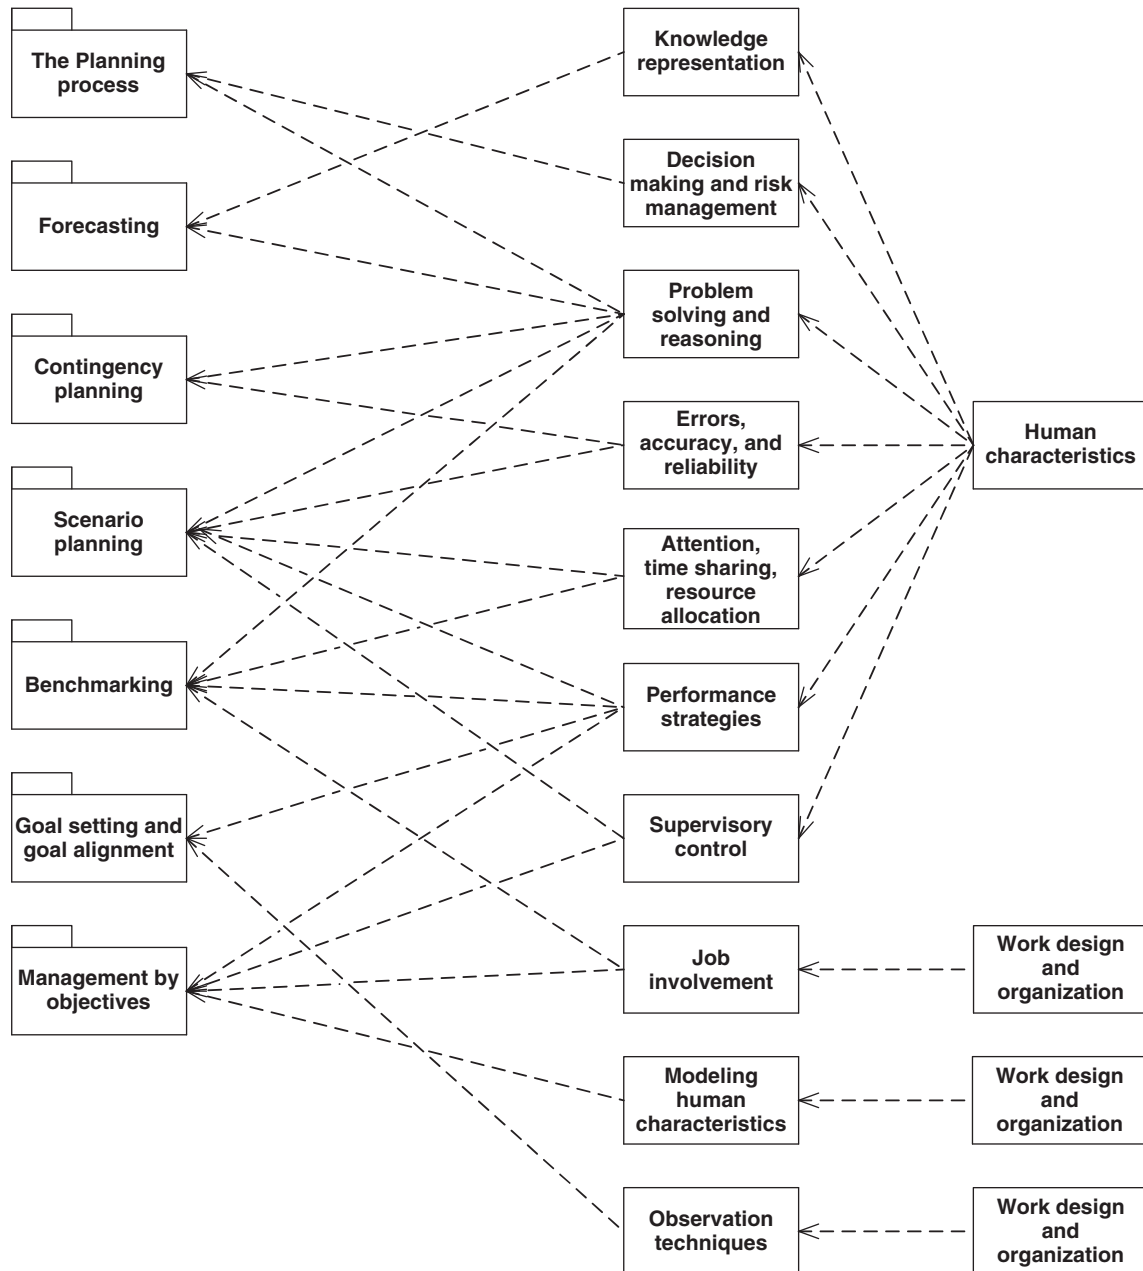 The Planning
process
Forecasting
Contingency
planning
Scenario
planning
Benchmarking
Goal setting and
goal alignment
Management by
objectives
Knowledge
representation
Decision
making and risk
management
Problem
solving and
reasoning
Errors,
accuracy, and
reliability
Attention,
time sharing,
resource
allocation
Performance
strategies
Supervisory
control
Job
involvement
Modeling
human
characteristics
Observation
techniques
Human
characteristics
Work design
and
organization
Work design
and
organization
Work design
and
organization